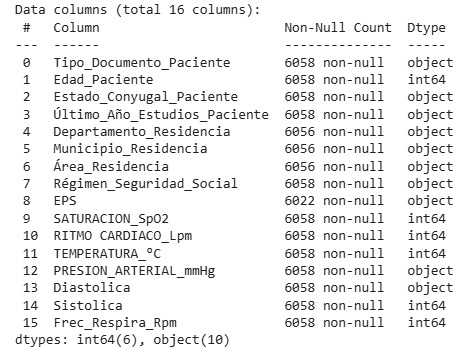 Data columns (total 16 columns):
#   Column                      Non-Null Count  Dtype
---  ------                      --------------  -----
0   Tipo_Documento_Paciente     6058 non-null   object
1   Edad_Paciente               6058 non-null   int64
2   Estado_Conyugal_Paciente    6058 non-null   object
3   Último_Año_Estudios_Paciente  6058 non-null   object
4   Departamento_Residencia     6056 non-null   object
5   Municipio_Residencia        6056 non-null   object
6   Área_Residencia             6056 non-null   object
7   Régimen_Seguridad_Social    6058 non-null   object
8   EPS                         6022 non-null   object
9   SATURACION_SpO2             6058 non-null   int64
10  RITMO CARDIACO_Lpm          6058 non-null   int64
11  TEMPERATURA_°C              6058 non-null   int64
12  PRESION_ARTERIAL_mmHg       6058 non-null   object
13  Diastolica                  6058 non-null   object
14  Sistolica                   6058 non-null   int64
15  Frec_Respira_Rpm            6058 non-null   int64
dtypes: int64(6), object(10)